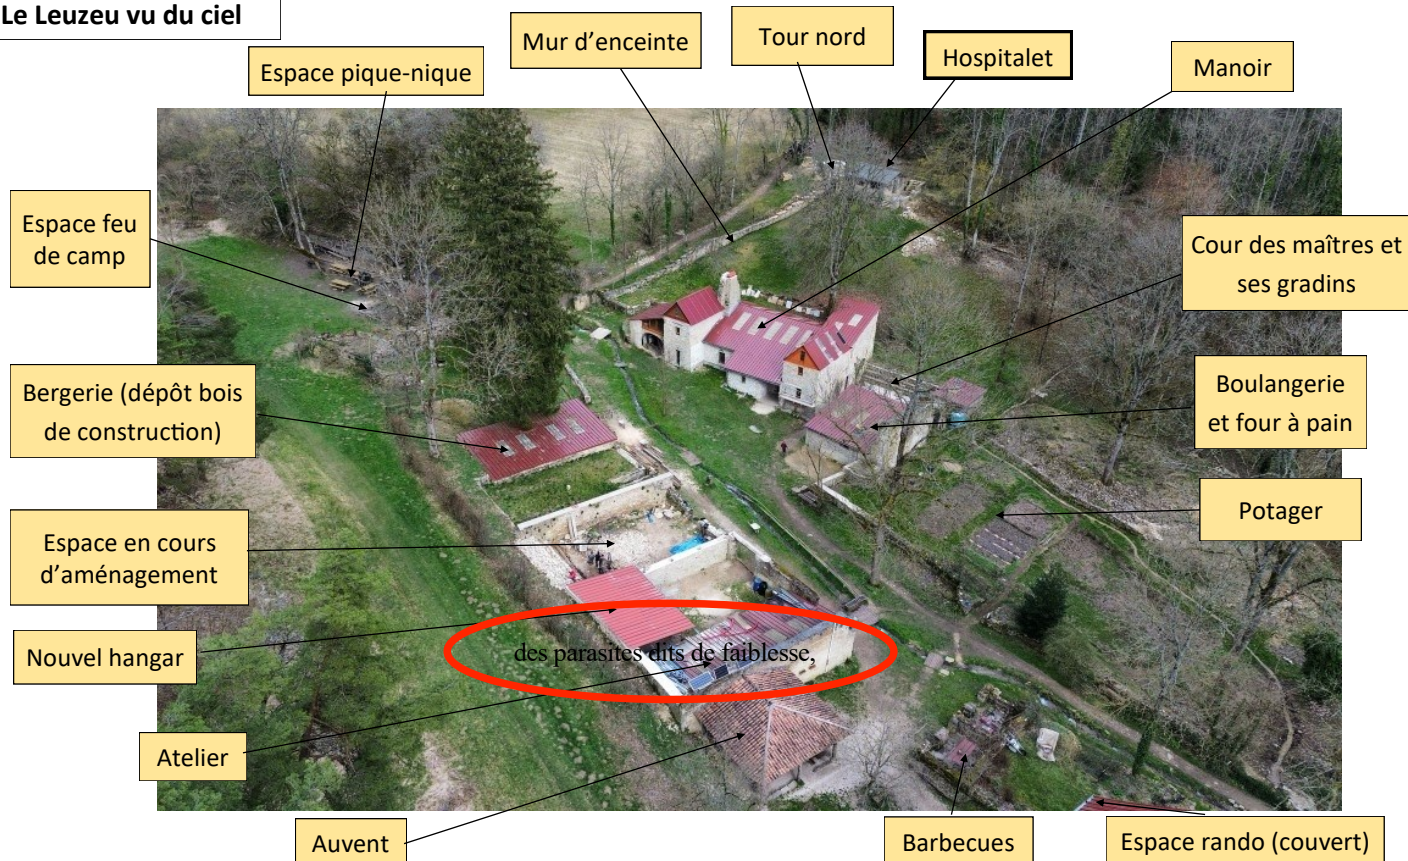 Le Leuzeu vu du ciel
Mur d’enceinte
Tour nord
Hospitalet
Manoir
Espace pique-nique
Espace feu
de camp
Cour des maîtres et
ses gradins
Bergerie (dépôt bois
de construction)
Boulangerie
et four à pain
Potager
Espace en cours
d’aménagement
Nouvel hangar
des parasites dits de faiblesse,
Atelier
Auvent
Barbecues
Espace rando (couvert)